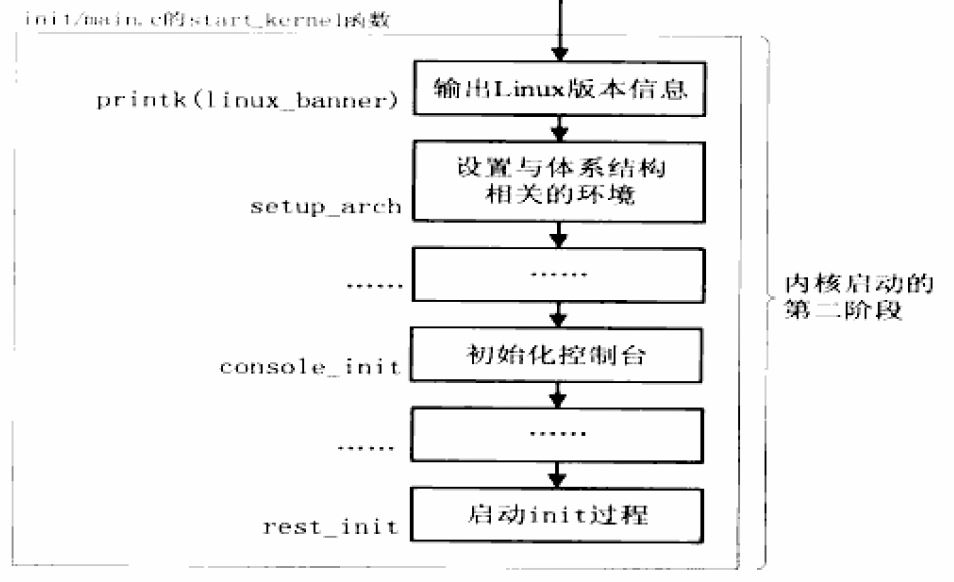 init/main.c的start_kernel函数
输出Linux版本信息
printk(linux_banner)
设置与体系结构
相关的环境
setup_arch
……
……
内核启动的
第二阶段
初始化控制台
console_init
……
……
启动init过程
rest_init